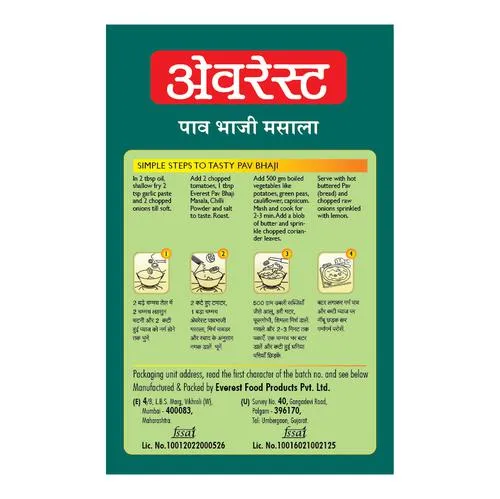 अेवरेस्ट
पाव भाजी मसाला
SIMPLE STEPS TO TASTY PAV BHAJI
In 2 tbsp oil,
shallow fry 2
tsp garlic paste
and 2 chopped
onions till soft.
Add 2 chopped
tomatoes, 1 tbsp
Everest Pav Bhaji
Masala, Chilli
Powder and salt
to taste. Roast.
Add 500 gm boiled
vegetables like
potatoes, green peas,
cauliflower, capsicum.
Mash and cook for
2-3 min. Add a blob
of butter and sprin-
kle chopped corian-
der leaves.
Serve with hot
buttered Pav
(bread) and
chopped raw
onions sprinkled
with lemon.
1
2
3
4
2 बड़े चम्मच तेल में
2 चम्मच लहसुन
चटनी और 2 कटी
हुई प्याज को नर्म होने
तक भूनें.
2 कटे हुए टमाटर,
1 बड़ा चम्मच
अेवरेस्ट पावभाजी
मसाला, मिर्च पावडर
और स्वाद के अनुसार
नमक डालें. भूनें.
500 ग्राम उबली सब्जियाँ
जैसे आलू, हरी मटर,
फूलगोभी, शिमला मिर्च डालें.
मसलें और 2-3 मिनट तक
पकाएँ. एक चम्मच भर बटर
डालें और कटी हुई धनिया
पत्तियाँ छिड़कें.
बटर लगाकर गर्म पाव
और कटी हुई प्याज पर
नींबू छिड़क कर
गर्मागर्म परोसें.
Packaging unit address, read the first character of the batch no. and see below
Manufactured & Packed by Everest Food Products Pvt. Ltd.
(E) 4/8, L.B.S. Marg, Vikhroli (W),
Mumbai - 400083,
Maharashtra.
fssai
Lic. No.10012022000526
(U) Survey No. 40, Gangadevi Road,
Palgam - 396170,
Tal: Umbergaon, Gujarat.
fssai
Lic. No. 10016021002125